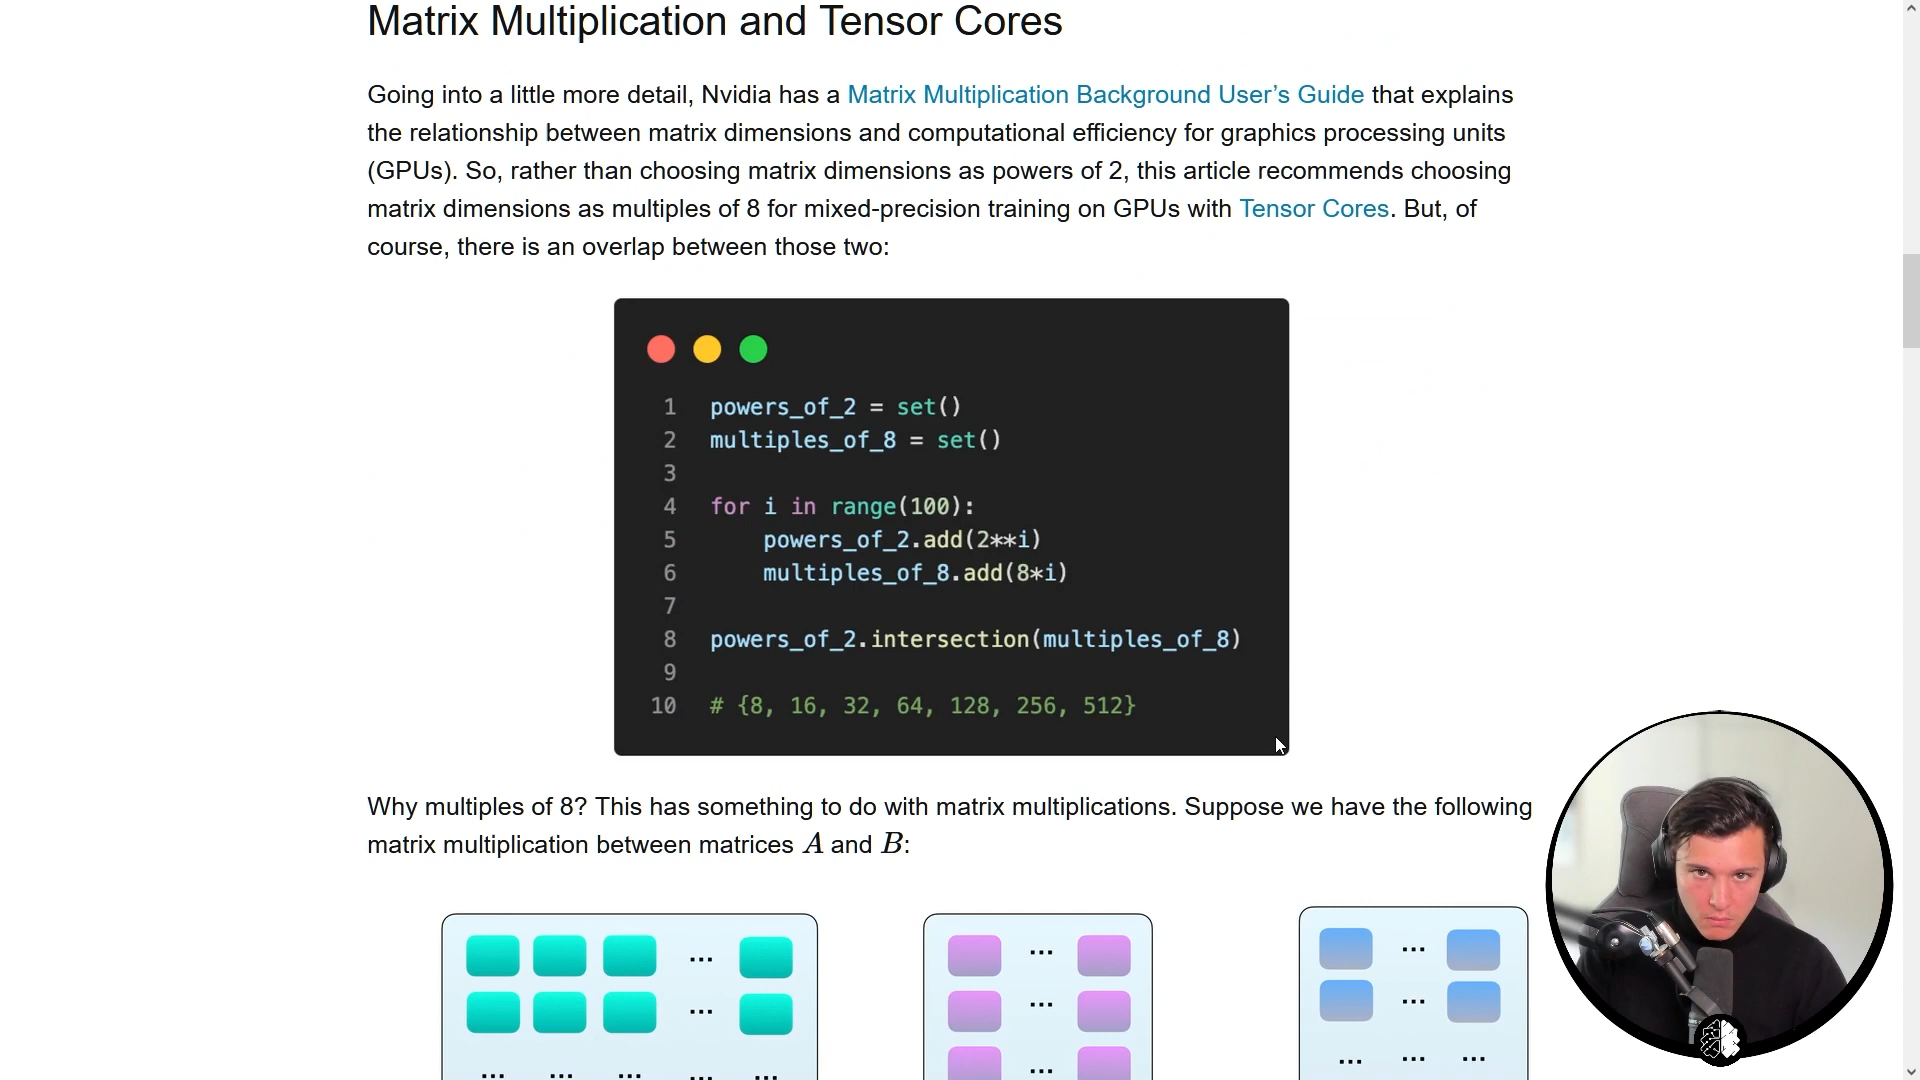 Matrix Multiplication and Tensor Cores
Going into a little more detail, Nvidia has a Matrix Multiplication Background User’s Guide that explains
the relationship between matrix dimensions and computational efficiency for graphics processing units
(GPUs). So, rather than choosing matrix dimensions as powers of 2, this article recommends choosing
matrix dimensions as multiples of 8 for mixed-precision training on GPUs with Tensor Cores. But, of
course, there is an overlap between those two:
1 powers_of_2 = set()
2 multiples_of_8 = set()
3
4 for i in range(100):
5 powers_of_2.add(2**i)
6 multiples_of_8.add(8*i)
7
8 powers_of_2.intersection(multiples_of_8)
9
10 # {8, 16, 32, 64, 128, 256, 512}
Why multiples of 8? This has something to do with matrix multiplications. Suppose we have the following
matrix multiplication between matrices A and B:
... ... ...
... ... ...
... ... ... ... ... ... ... ... ...